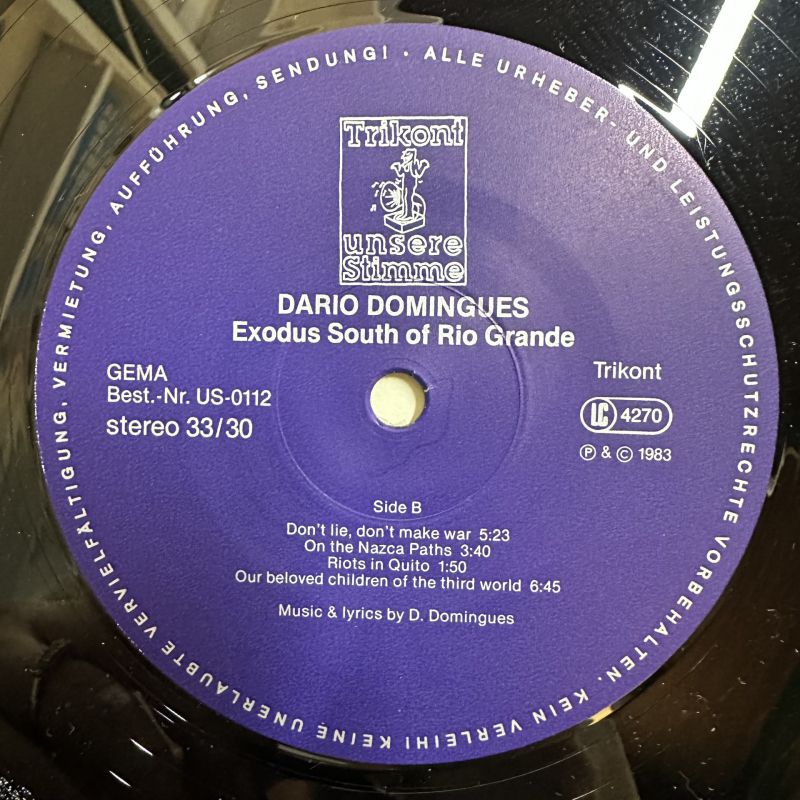 ALLE URHEBER- UND LEISTUNGSSCHUTZRECHTE VORBEHALTEN. KEIN VERLEIH! KEINE UNERLAUBTE VERVIELFÄLTIGUNG, VERMIETUNG, AUFFÜHRUNG, SENDUNG! •
Trikont
unsere
Stimme
DARIO DOMINGUES
Exodus South of Rio Grande
GEMA
Best.-Nr. US-0112
stereo 33/30
Trikont
LC 4270
Ⓟ & © 1983
Side B
Don't lie, don't make war 5:23
On the Nazca Paths 3:40
Riots in Quito 1:50
Our beloved children of the third world 6:45
Music & lyrics by D. Domingues